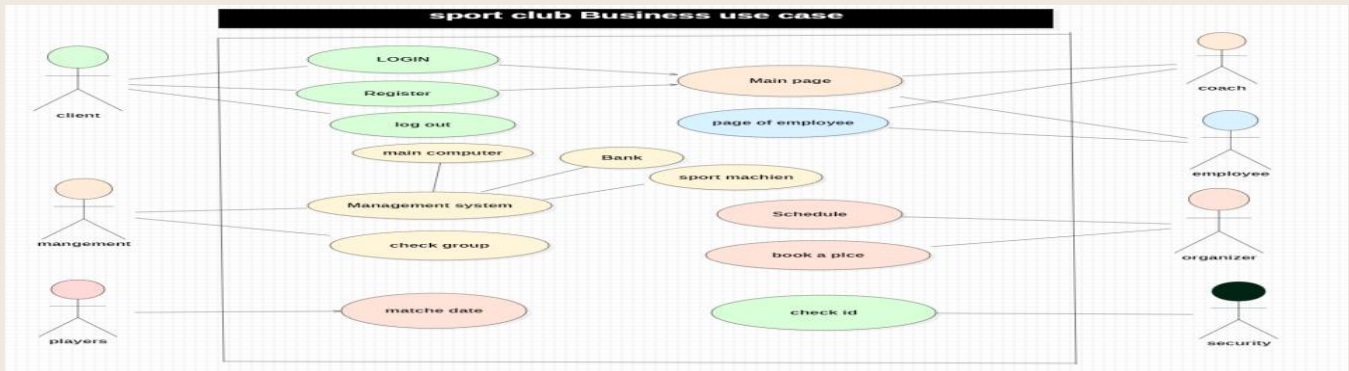 sport club Business use case
LOGIN
Register
log out
main computer
Bank
sport machien
Management system
check group
matche date
Main page
page of employee
Schedule
book a plce
check id
client
mangement
players
coach
employee
organizer
security